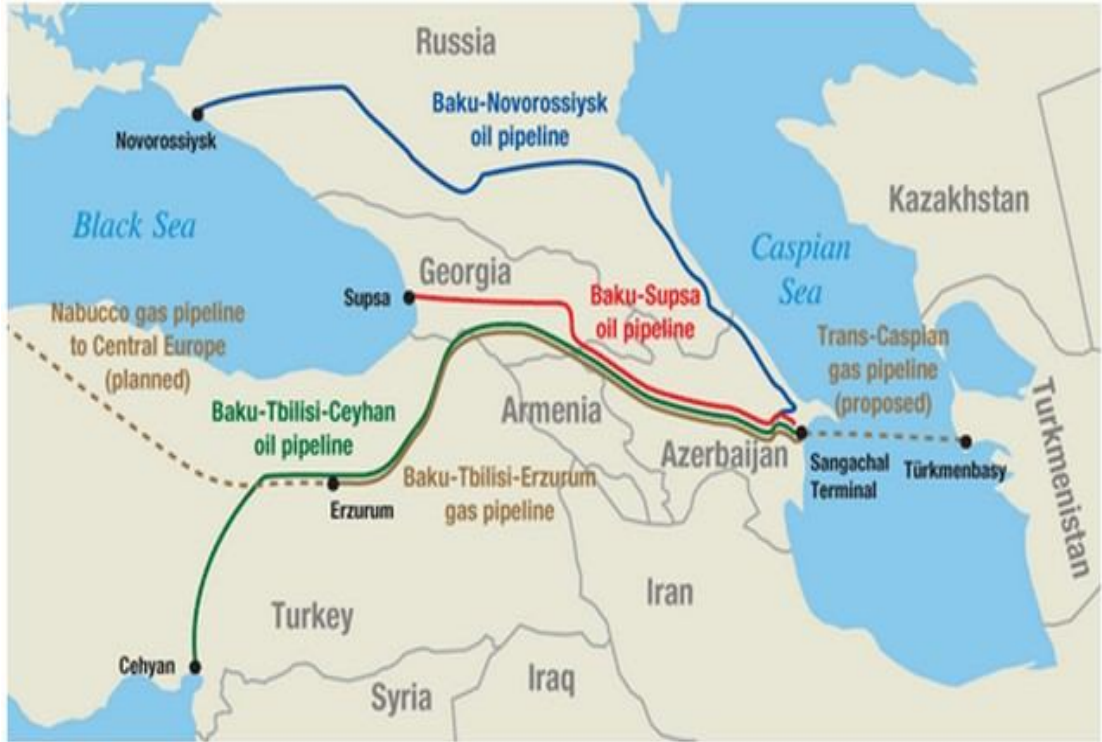 Russia
Baku-Novorossiysk
oil pipeline
Novorossiysk
Kazakhstan
Black Sea
Caspian
Sea
Georgia
Supsa
Baku-Supsa
oil pipeline
Nabucco gas pipeline
to Central Europe
(planned)
Trans-Caspian
gas pipeline
(proposed)
Baku-Tbilisi-Ceyhan
oil pipeline
Armenia
Azerbaijan
Sangachal
Terminal
Türkmenbasy
Turkmenistan
Baku-Tbilisi-Erzurum
gas pipeline
Erzurum
Iran
Turkey
Cehyan
Syria
Iraq